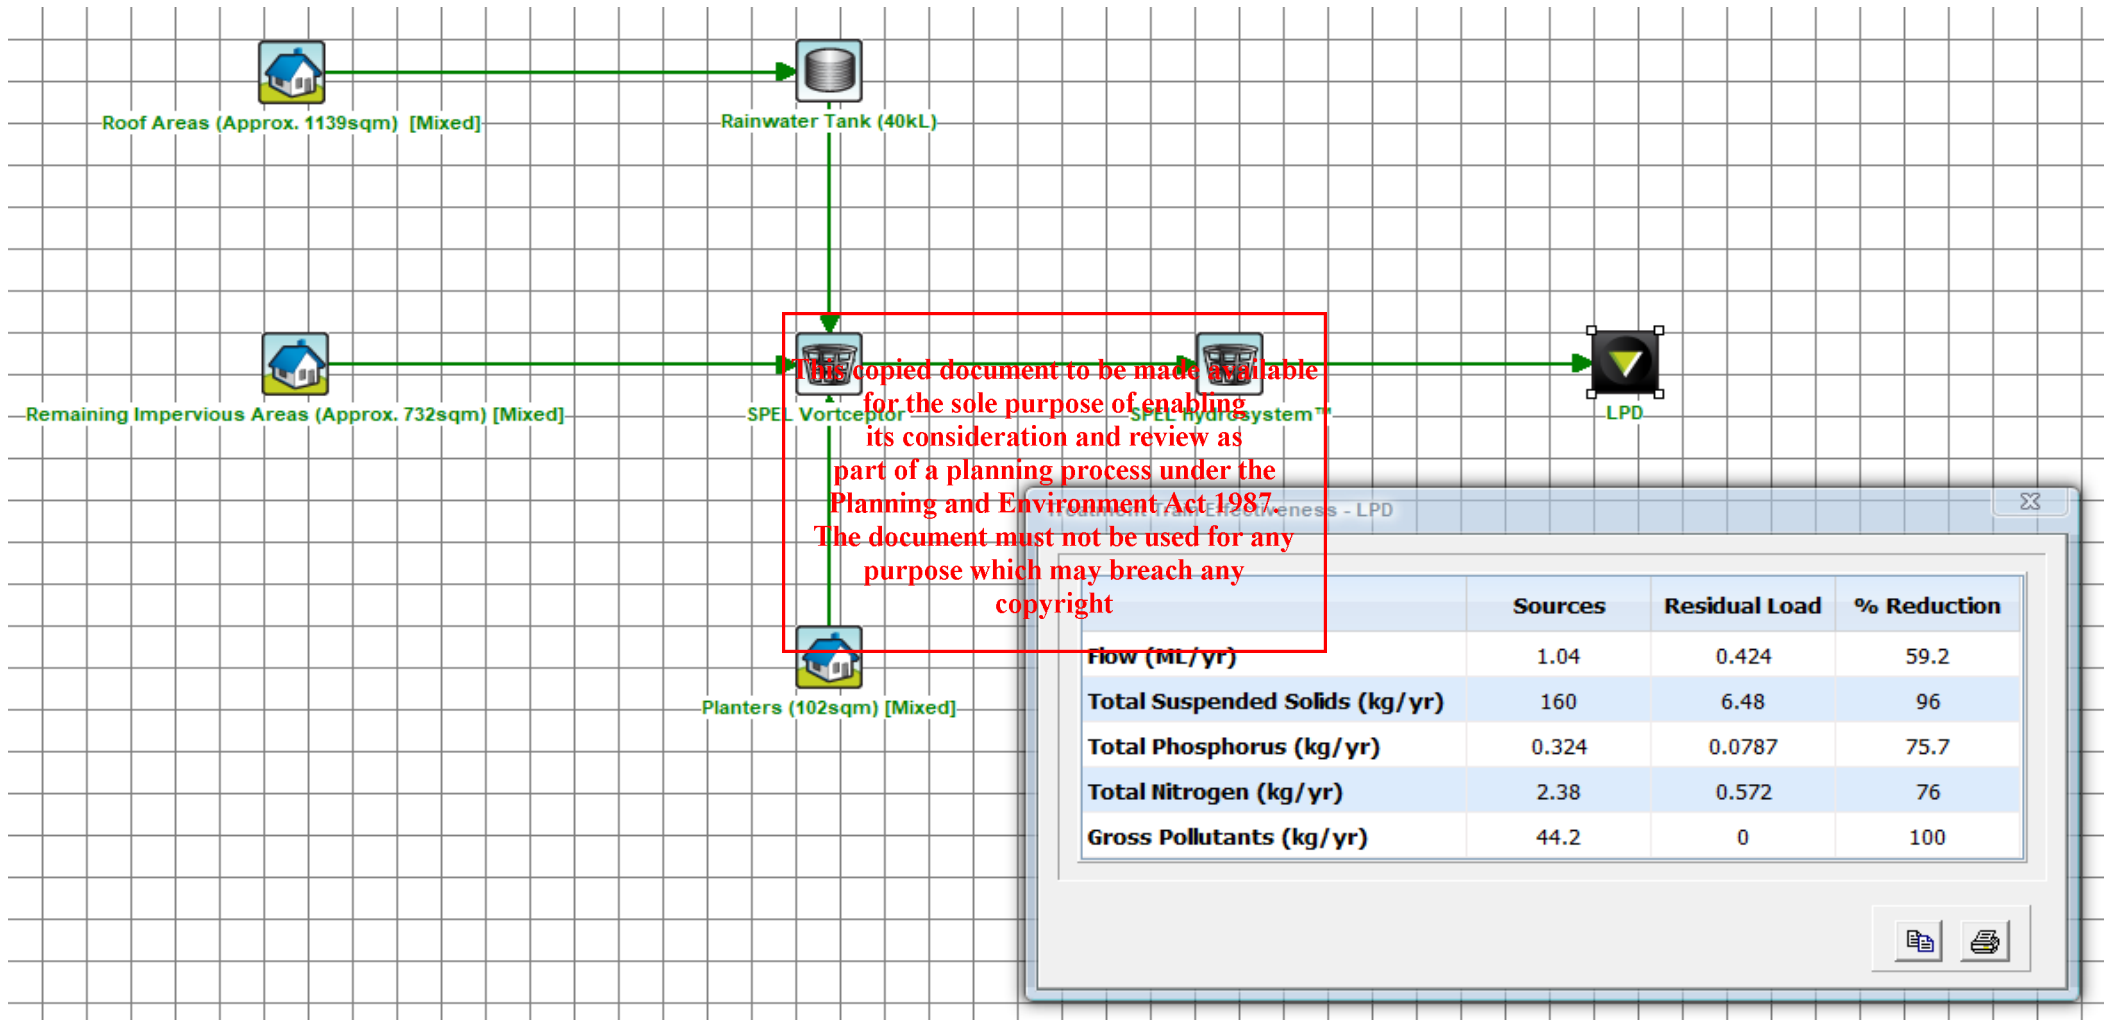 Roof Areas (Approx. 1139sqm) [Mixed]
Rainwater Tank (40kL)
Remaining Impervious Areas (Approx. 732sqm) [Mixed]
SPEL Vortceptor
SPEL Hydrosystem™
LPD
This copied document to be made available
for the sole purpose of enabling
its consideration and review as
part of a planning process under the
Planning and Environment Act 1987.
The document must not be used for any
purpose which may breach any
copyright
Planters (102sqm) [Mixed]
Treatment Train Effectiveness - LPD
Sources Residual Load % Reduction
Flow (ML/yr) 1.04 0.424 59.2
Total Suspended Solids (kg/yr) 160 6.48 96
Total Phosphorus (kg/yr) 0.324 0.0787 75.7
Total Nitrogen (kg/yr) 2.38 0.572 76
Gross Pollutants (kg/yr) 44.2 0 100